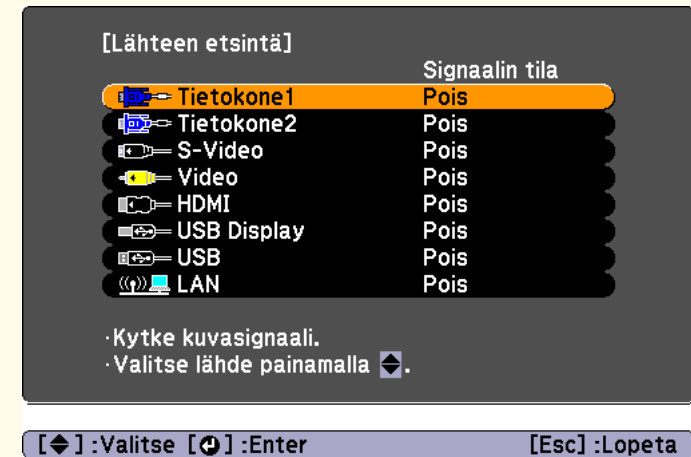 [Lähteen etsintä]
Signaalin tila
Tietokone1 Pois
Tietokone2 Pois
S-Video Pois
Video Pois
HDMI Pois
USB Display Pois
USB Pois
LAN Pois
·Kytke kuvasignaali.
·Valitse lähde painamalla .
[ ] :Valitse [ ] :Enter [Esc] :Lopeta